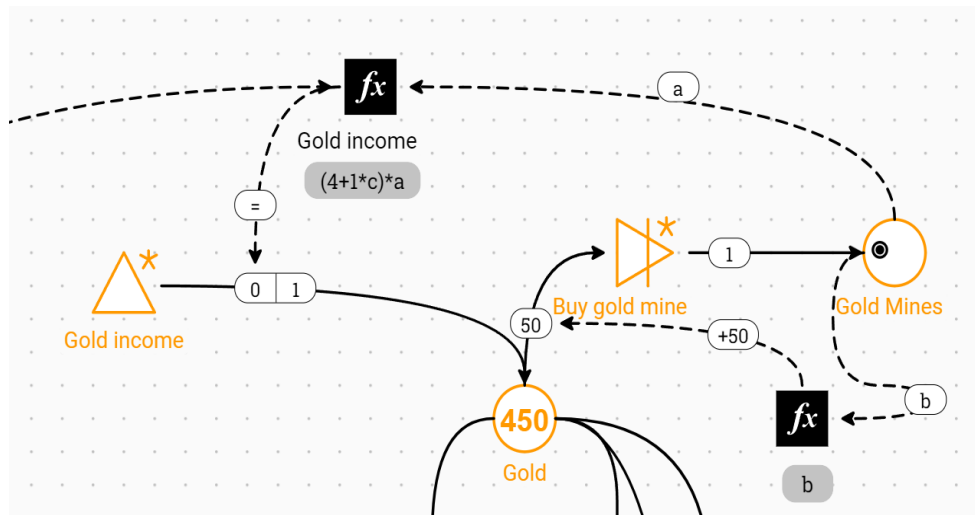 fx
a
Gold income
(4+1*c)*a
=
*
*
1
0 1
Buy gold mine
Gold Mines
Gold income
50
+50
fx
b
450
Gold
b